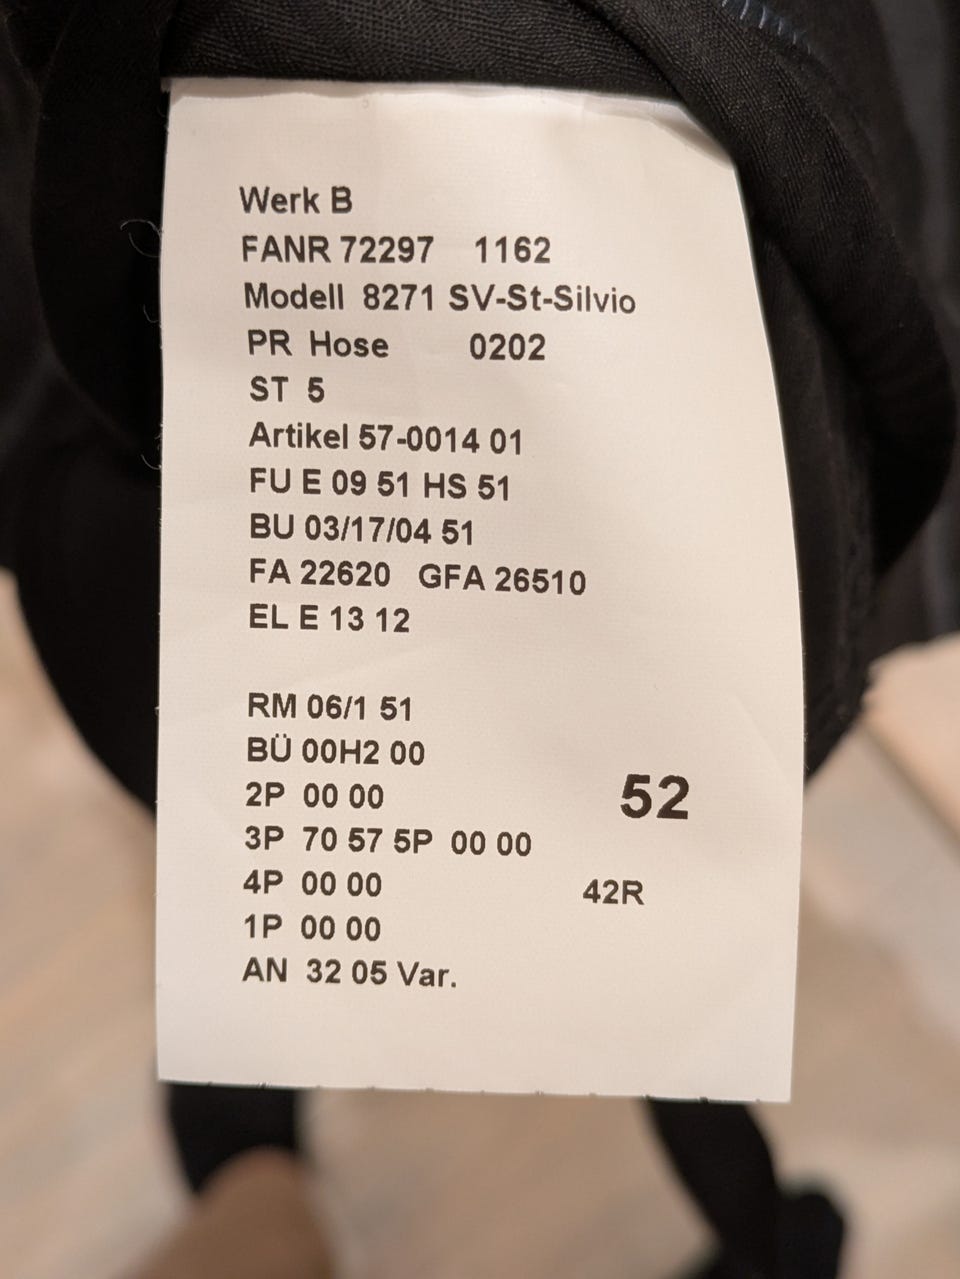 Werk B
FANR 72297 1162
Modell 8271 SV-St-Silvio
PR Hose 0202
ST 5
Artikel 57-0014 01
FU E 09 51 HS 51
BU 03/17/04 51
FA 22620 GFA 26510
EL E 13 12
RM 06/1 51
BÜ 00H2 00
2P 00 00
52
3P 70 57 5P 00 00
4P 00 00
42R
1P 00 00
AN 32 05 Var.